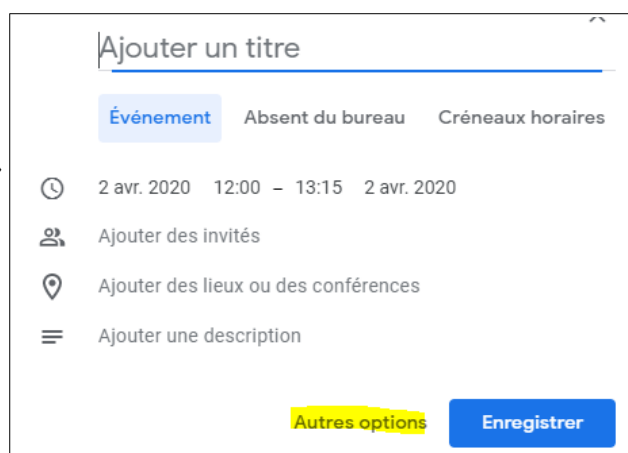 Ajouter un titre
Événement Absent du bureau Créneaux horaires
2 avr. 2020 12:00 – 13:15 2 avr. 2020
Ajouter des invités
Ajouter des lieux ou des conférences
Ajouter une description
Autres options Enregistrer